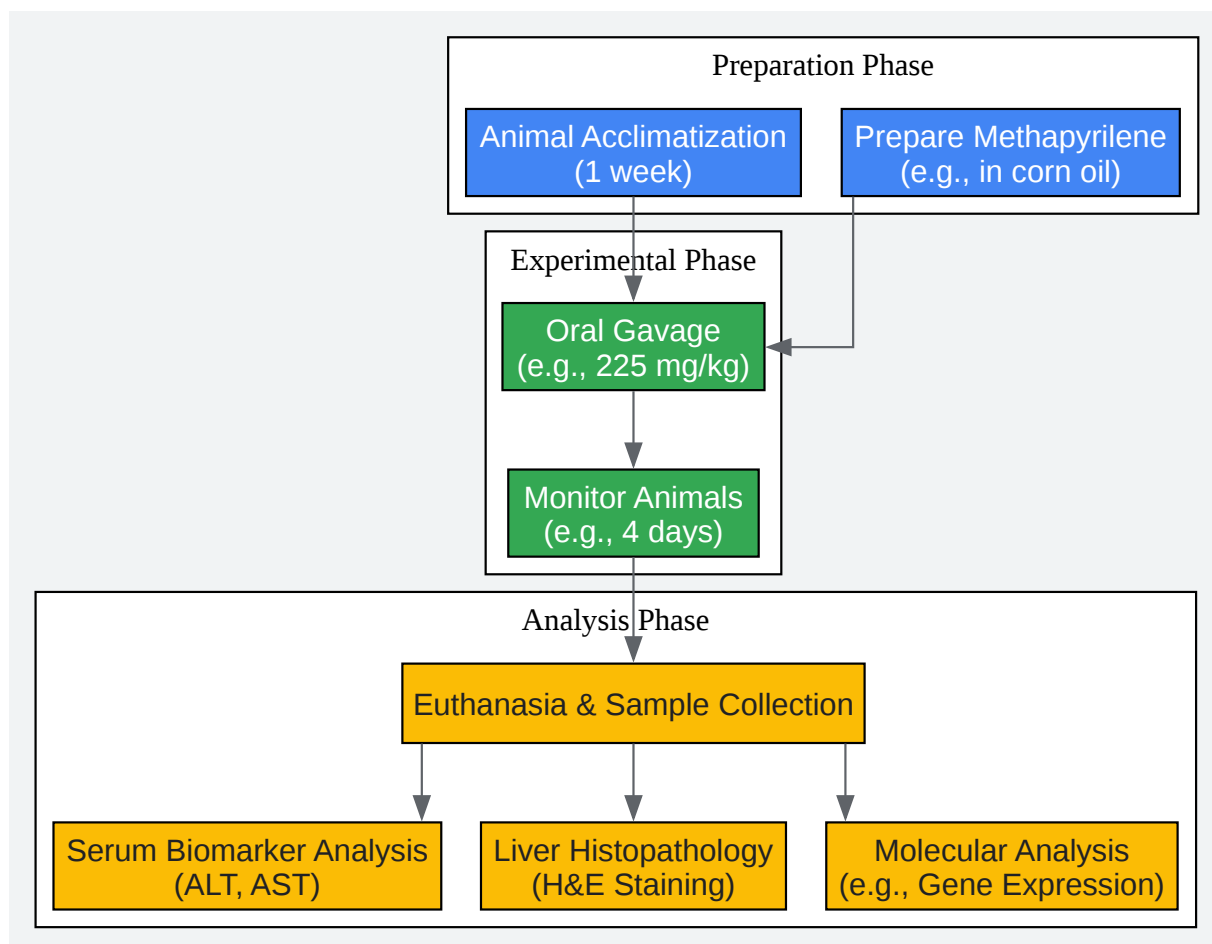 Preparation Phase
Animal Acclimatization
(1 week)
Prepare Methapyrilene
(e.g., in corn oil)
Experimental Phase
Oral Gavage
(e.g., 225 mg/kg)
Monitor Animals
(e.g., 4 days)
Analysis Phase
Euthanasia & Sample Collection
Serum Biomarker Analysis
(ALT, AST)
Liver Histopathology
(H&E Staining)
Molecular Analysis
(e.g., Gene Expression)